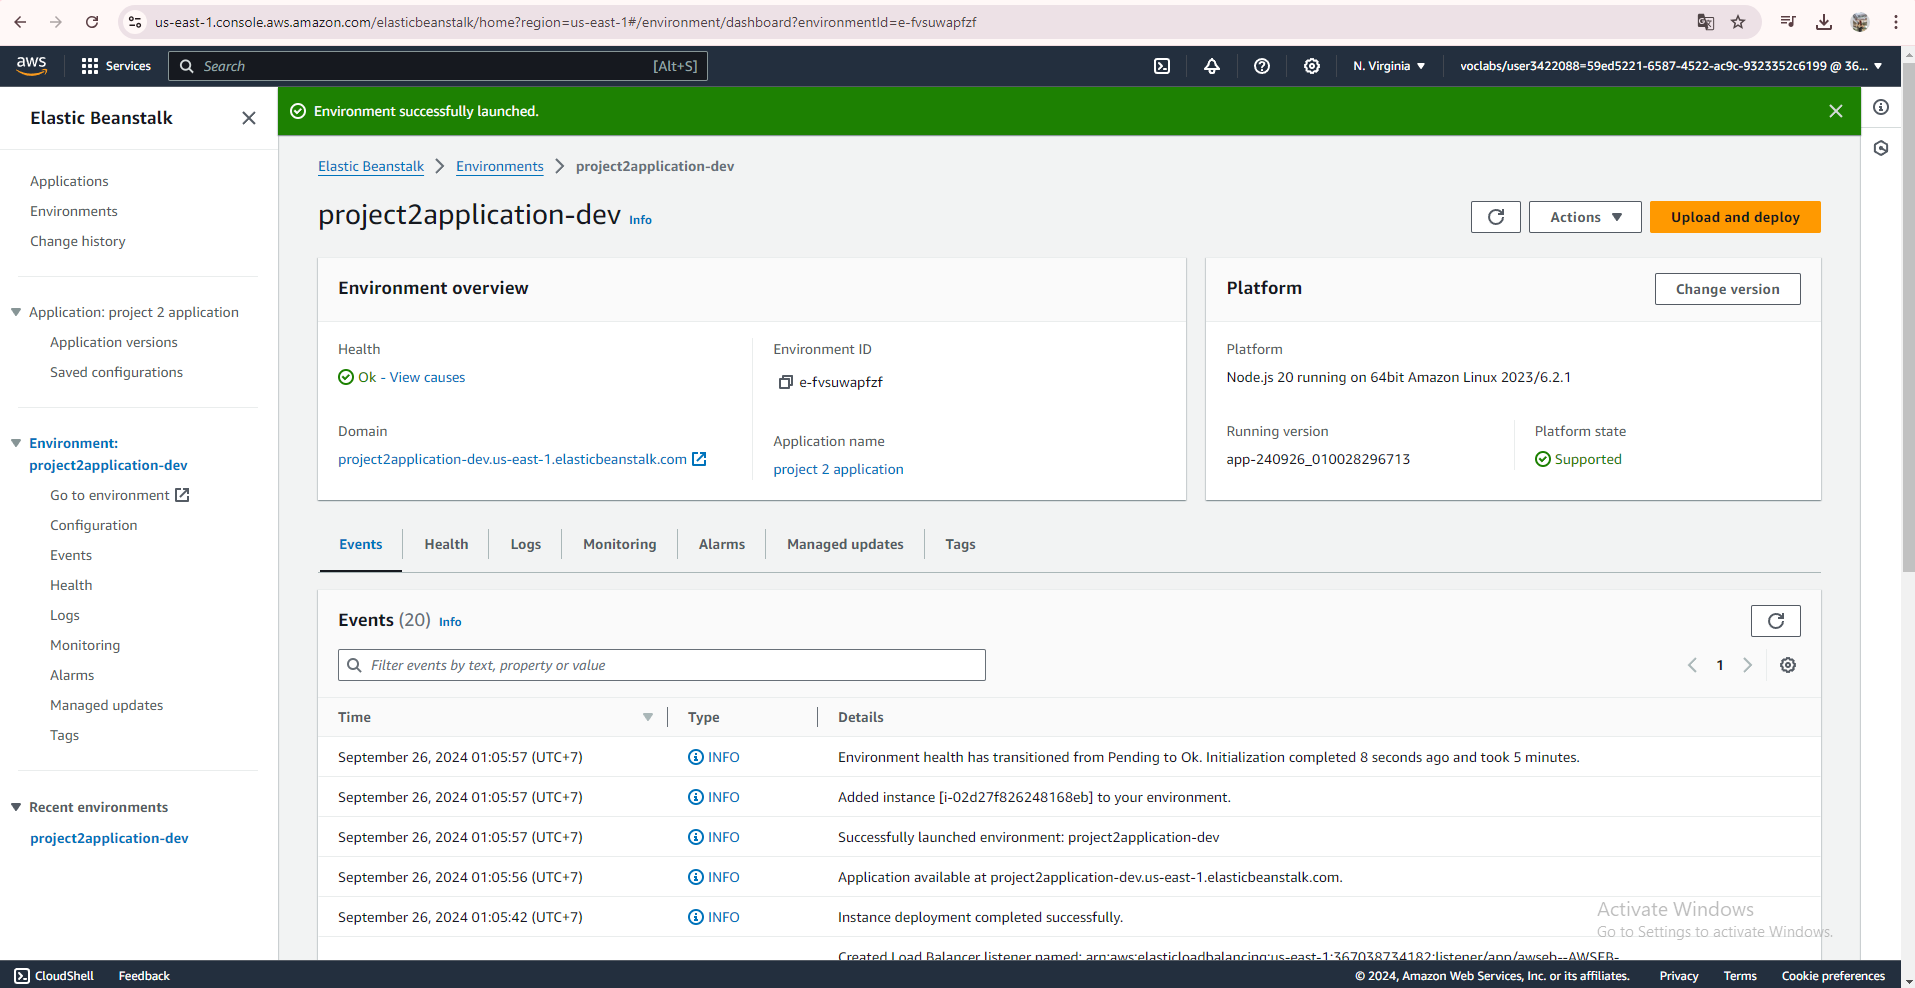 us-east-1.console.aws.amazon.com/elasticbeanstalk/home?region=us-east-1#/environment/dashboard?environmentId=e-fvsuwapfzf
aws
Services
Search
[Alt+S]
N. Virginia
voclabs/user3422088=59ed5221-6587-4522-ac9c-9323352c6199 @ 36...
Elastic Beanstalk
Applications
Environments
Change history
Application: project 2 application
Application versions
Saved configurations
Environment:
project2application-dev
Go to environment
Configuration
Events
Health
Logs
Monitoring
Alarms
Managed updates
Tags
Recent environments
project2application-dev
Environment successfully launched.
Elastic Beanstalk
Environments
project2application-dev
project2application-dev Info
Actions
Upload and deploy
Environment overview
Health
Ok - View causes
Domain
project2application-dev.us-east-1.elasticbeanstalk.com
Environment ID
e-fvsuwapfzf
Application name
project 2 application
Platform
Change version
Platform
Node.js 20 running on 64bit Amazon Linux 2023/6.2.1
Running version
app-240926_010028296713
Platform state
Supported
Events
Health
Logs
Monitoring
Alarms
Managed updates
Tags
Events (20) Info
Filter events by text, property or value
1
Time
Type
Details
September 26, 2024 01:05:57 (UTC+7)
INFO
Environment health has transitioned from Pending to Ok. Initialization completed 8 seconds ago and took 5 minutes.
September 26, 2024 01:05:57 (UTC+7)
INFO
Added instance [i-02d27f826248168eb] to your environment.
September 26, 2024 01:05:57 (UTC+7)
INFO
Successfully launched environment: project2application-dev
September 26, 2024 01:05:56 (UTC+7)
INFO
Application available at project2application-dev.us-east-1.elasticbeanstalk.com.
September 26, 2024 01:05:42 (UTC+7)
INFO
Instance deployment completed successfully.
Created Load Balancer listener named: arn:aws:elasticloadbalancing:us-east-1:367038734182:listener/app/awseb--AWSEB-
Activate Windows
Go to Settings to activate Windows.
CloudShell
Feedback
© 2024, Amazon Web Services, Inc. or its affiliates.
Privacy
Terms
Cookie preferences